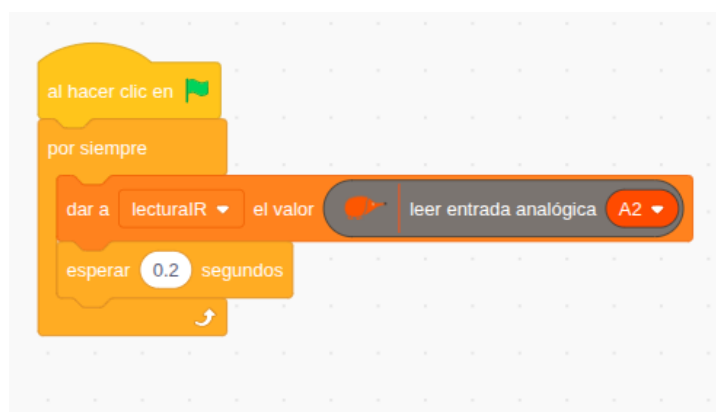 al hacer clic en
por siempre
dar a lecturaIR el valor leer entrada analógica A2
esperar 0.2 segundos